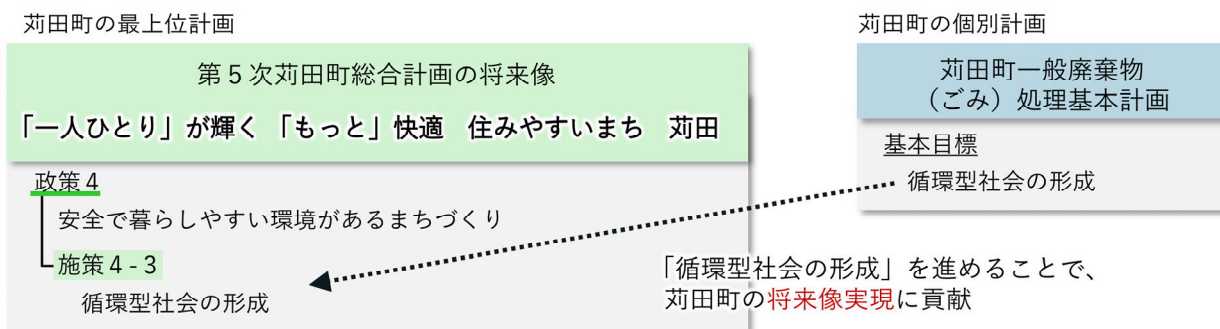 苅田町の最上位計画
第5次苅田町総合計画の将来像
「一人ひとり」が輝く 「もっと」快適　住みやすいまち　苅田
政策4
安全で暮らしやすい環境があるまちづくり
施策4-3
循環型社会の形成
苅田町の個別計画
苅田町一般廃棄物
（ごみ）処理基本計画
基本目標
循環型社会の形成
「循環型社会の形成」を進めることで、
苅田町の将来像実現に貢献